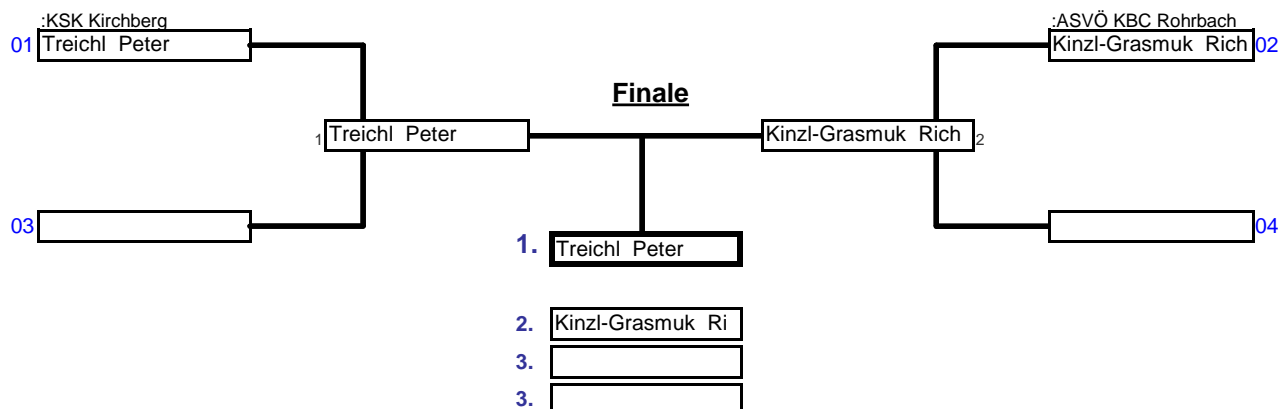 :KSK Kirchberg :ASVÖ KBC Rohrbach
01 Treichl Peter Kinzl-Grasmuk Rich 02
Finale
1 Treichl Peter Kinzl-Grasmuk Rich 2
03 04
1. Treichl Peter
2. Kinzl-Grasmuk Ri
3.
3.